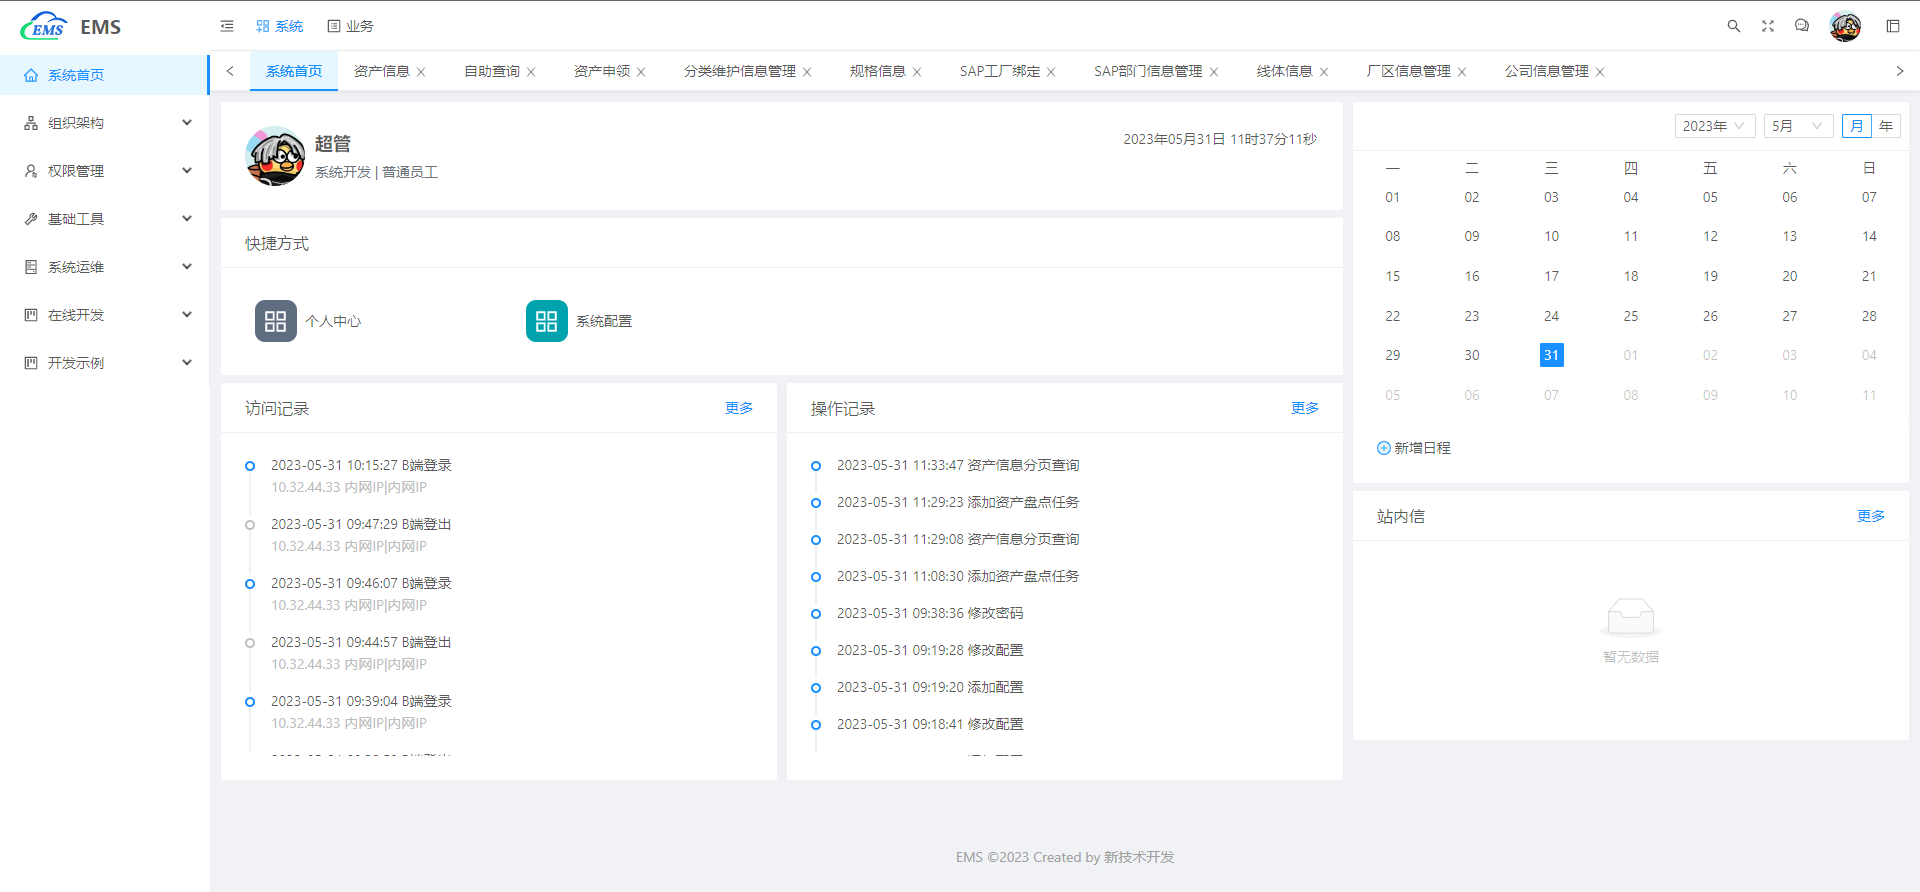 EMS EMS
系统 业务
系统首页
组织架构
权限管理
基础工具
系统运维
在线开发
开发示例
系统首页 资产信息 自助查询 资产申领 分类维护信息管理 规格信息 SAP工厂绑定 SAP部门信息管理 线体信息 厂区信息管理 公司信息管理
超管
系统开发 | 普通员工
2023年05月31日 11时37分11秒
快捷方式
个人中心 系统配置
访问记录 更多
2023-05-31 10:15:27 B端登录
10.32.44.33 内网IP|内网IP
2023-05-31 09:47:29 B端登出
10.32.44.33 内网IP|内网IP
2023-05-31 09:46:07 B端登录
10.32.44.33 内网IP|内网IP
2023-05-31 09:44:57 B端登出
10.32.44.33 内网IP|内网IP
2023-05-31 09:39:04 B端登录
10.32.44.33 内网IP|内网IP
操作记录 更多
2023-05-31 11:33:47 资产信息分页查询
2023-05-31 11:29:23 添加资产盘点任务
2023-05-31 11:29:08 资产信息分页查询
2023-05-31 11:08:30 添加资产盘点任务
2023-05-31 09:38:36 修改密码
2023-05-31 09:19:28 修改配置
2023-05-31 09:19:20 添加配置
2023-05-31 09:18:41 修改配置
2023年 5月 月 年
一 二 三 四 五 六 日
01 02 03 04 05 06 07
08 09 10 11 12 13 14
15 16 17 18 19 20 21
22 23 24 25 26 27 28
29 30 31 01 02 03 04
05 06 07 08 09 10 11
新增日程
站内信 更多
暂无数据
EMS ©2023 Created by 新技术开发